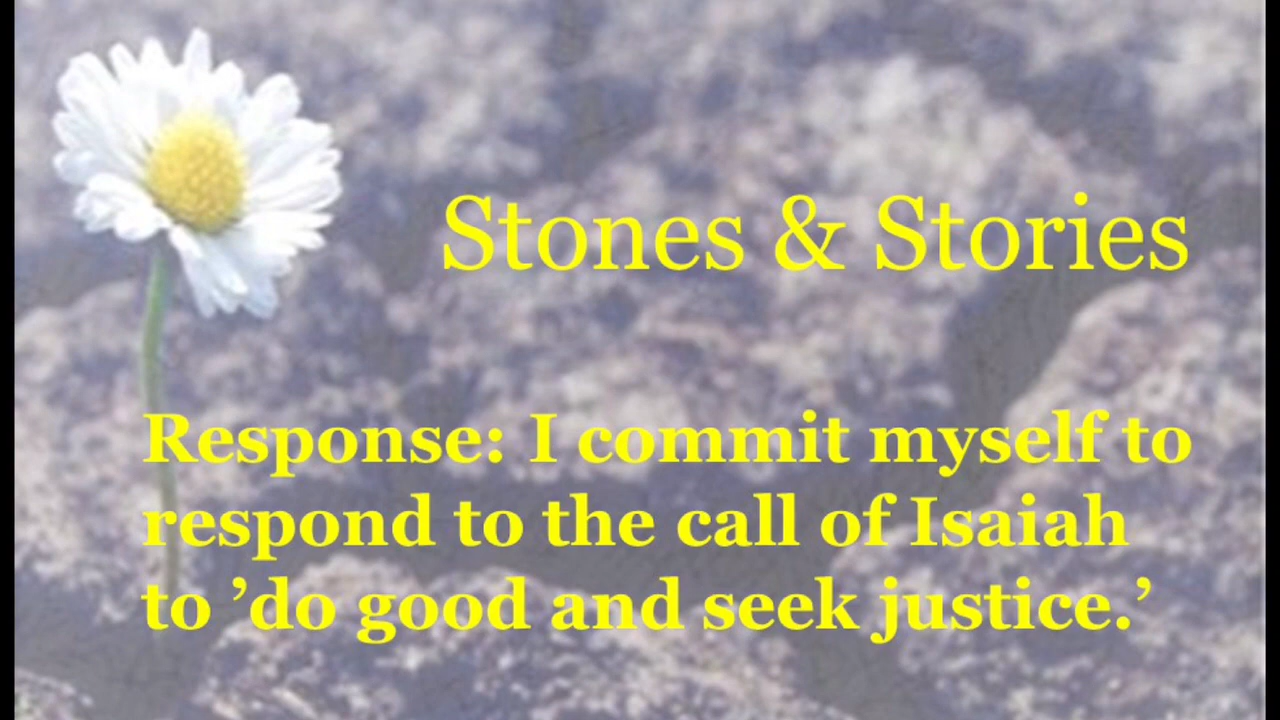 Stones & Stories
Response: I commit myself to
respond to the call of Isaiah
to ’do good and seek justice.’